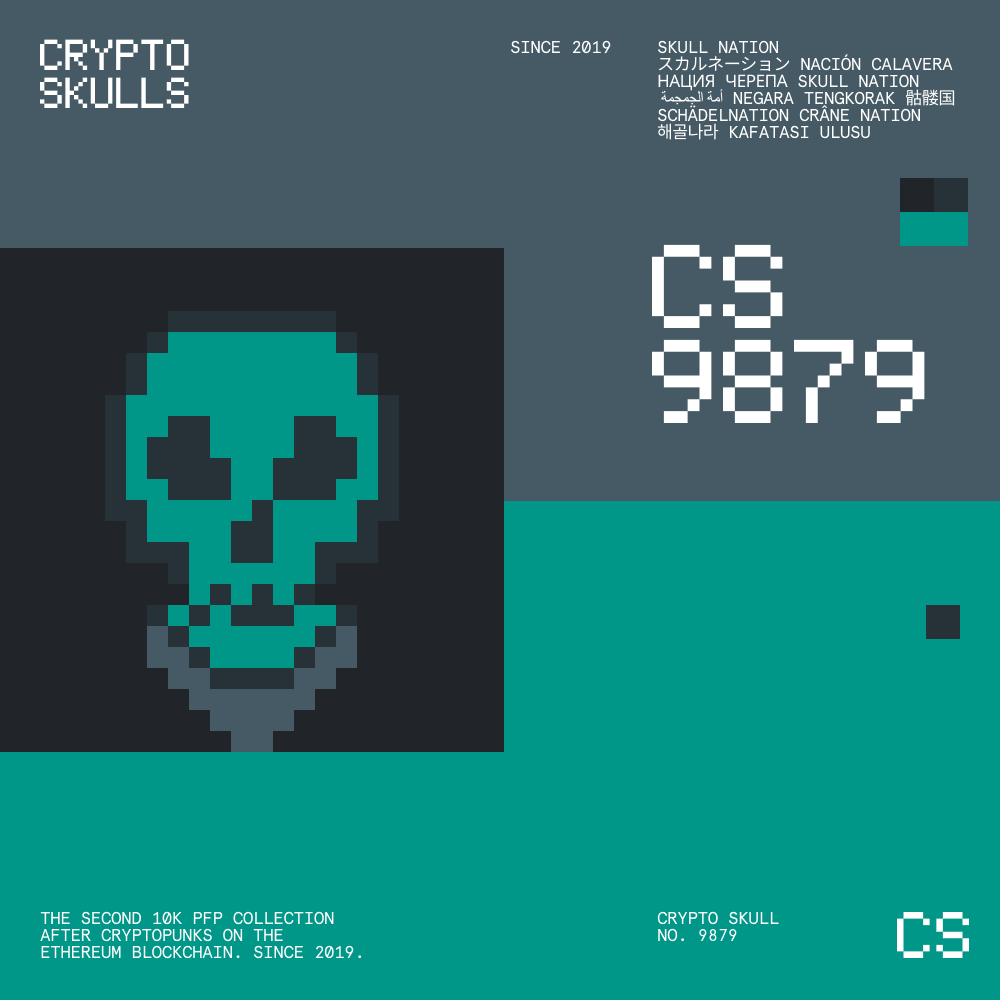 CRYPTO
SKULLS
SINCE 2019
SKULL NATION
スカルネーション NACIÓN CALAVERA
НАЦИЯ ЧЕРЕПА SKULL NATION
أمة الجمجمة NEGARA TENGKORAK 骷髅国
SCHÄDELNATION CRÂNE NATION
해골나라 KAFATASI ULUSU
CS
9879
THE SECOND 10K PFP COLLECTION
AFTER CRYPTOPUNKS ON THE
ETHEREUM BLOCKCHAIN. SINCE 2019.
CRYPTO SKULL
NO. 9879
CS